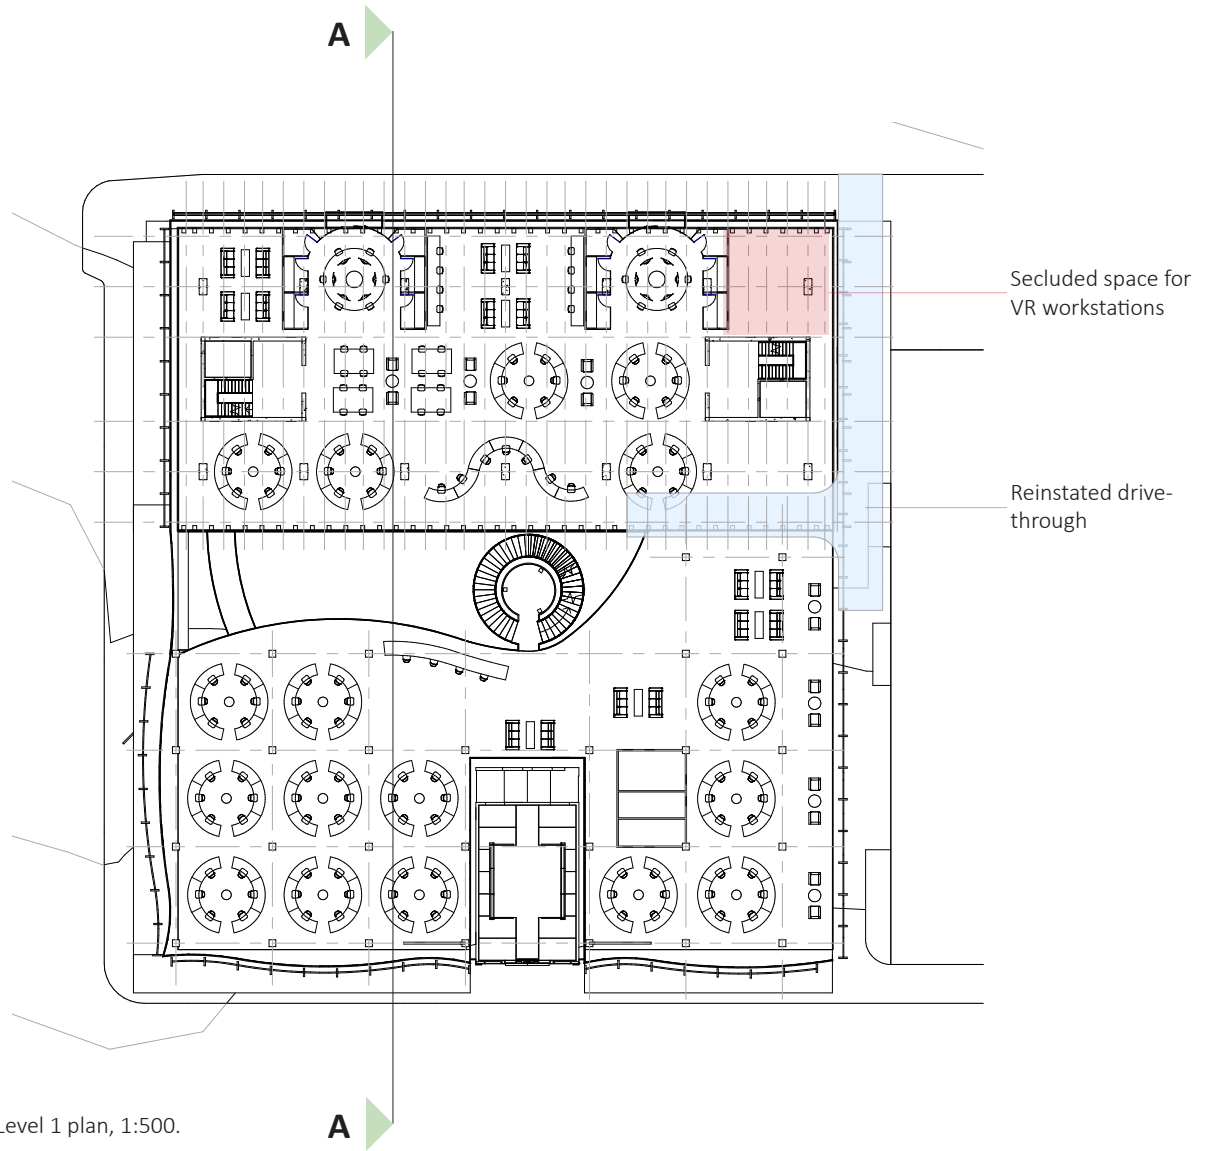 A
Secluded space for
VR workstations
Reinstated drive-
through
A
Level 1 plan, 1:500.